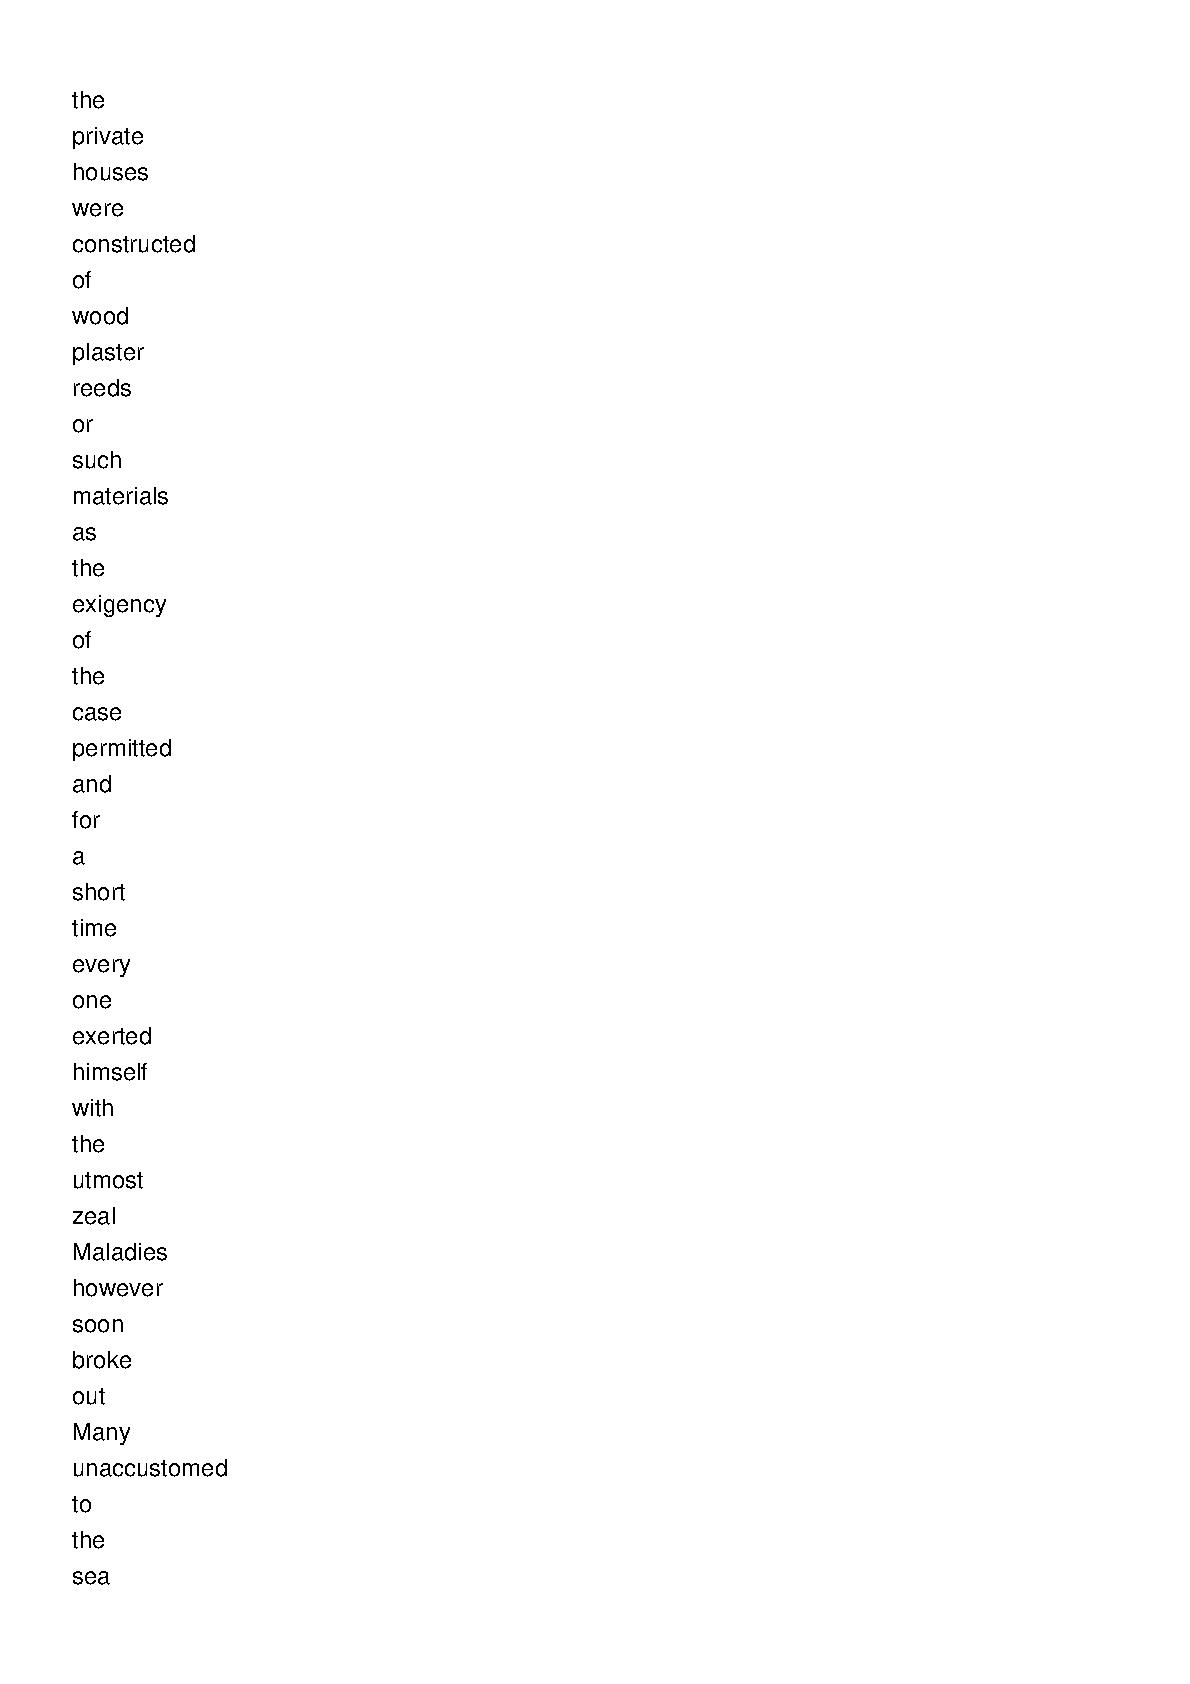 the
private
houses
were
constructed
of
wood
plaster
reeds
or
such
materials
as
the
exigency
of
the
case
permitted
and
for
a
short
time
every
one
exerted
himself
with
the
utmost
zeal
Maladies
however
soon
broke
out
Many
unaccustomed
to
the
sea